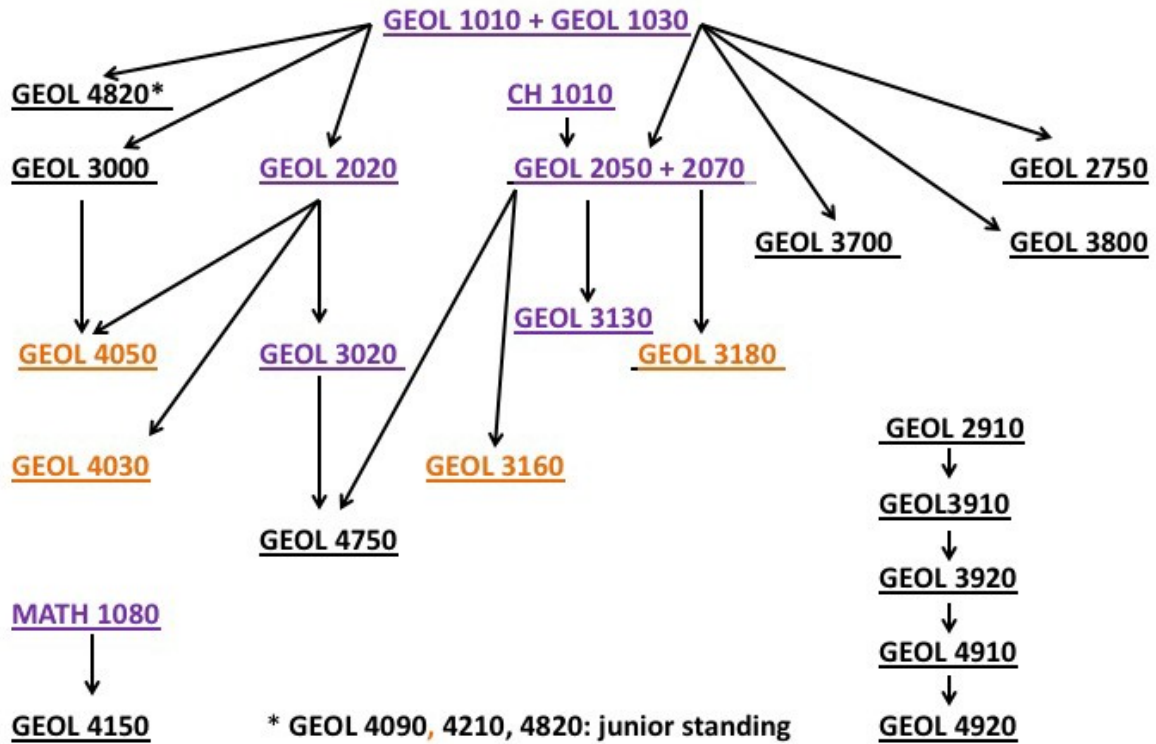 GEOL 1010 + GEOL 1030
GEOL 4820*
CH 1010
GEOL 3000
GEOL 2020
GEOL 2050 + 2070
GEOL 2750
GEOL 3700
GEOL 3800
GEOL 3130
GEOL 4050
GEOL 3020
GEOL 3180
GEOL 2910
GEOL 4030
GEOL 3160
GEOL3910
GEOL 4750
GEOL 3920
MATH 1080
GEOL 4910
GEOL 4150
* GEOL 4090, 4210, 4820: junior standing
GEOL 4920